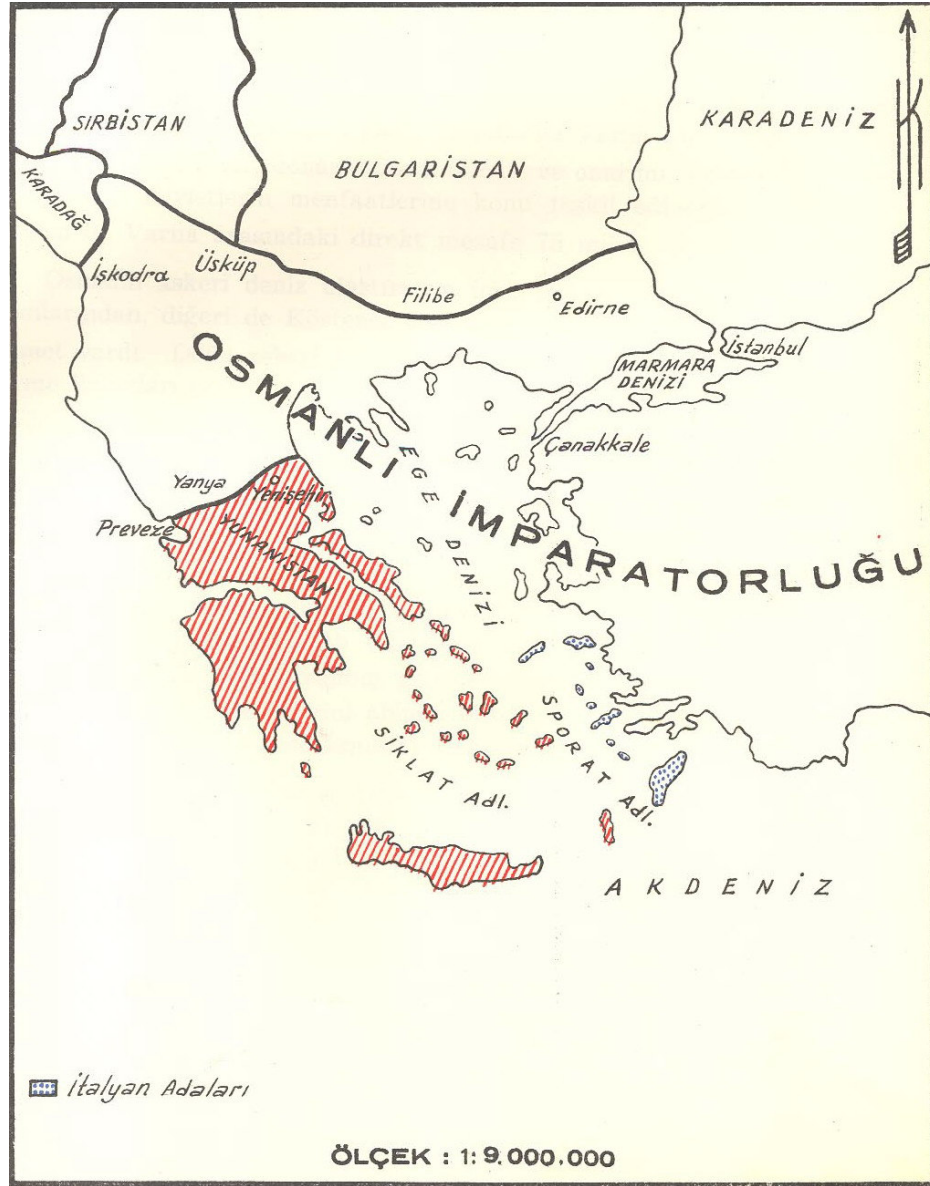 SIRBİSTAN
KARADENİZ
BULGARİSTAN
KARADAĞ
İşkodra
Üsküp
Filibe
Edirne
İstanbul
MARMARA
DENİZİ
Çanakkale
OSMANLI İMPARATORLUĞU
EGE DENİZİ
Yanya
Yenişehir
Preveze
YUNANİSTAN
SİKLAT Adl.
SPORAT Adl.
AKDENİZ
İtalyan Adaları
ÖLÇEK : 1:9.000.000